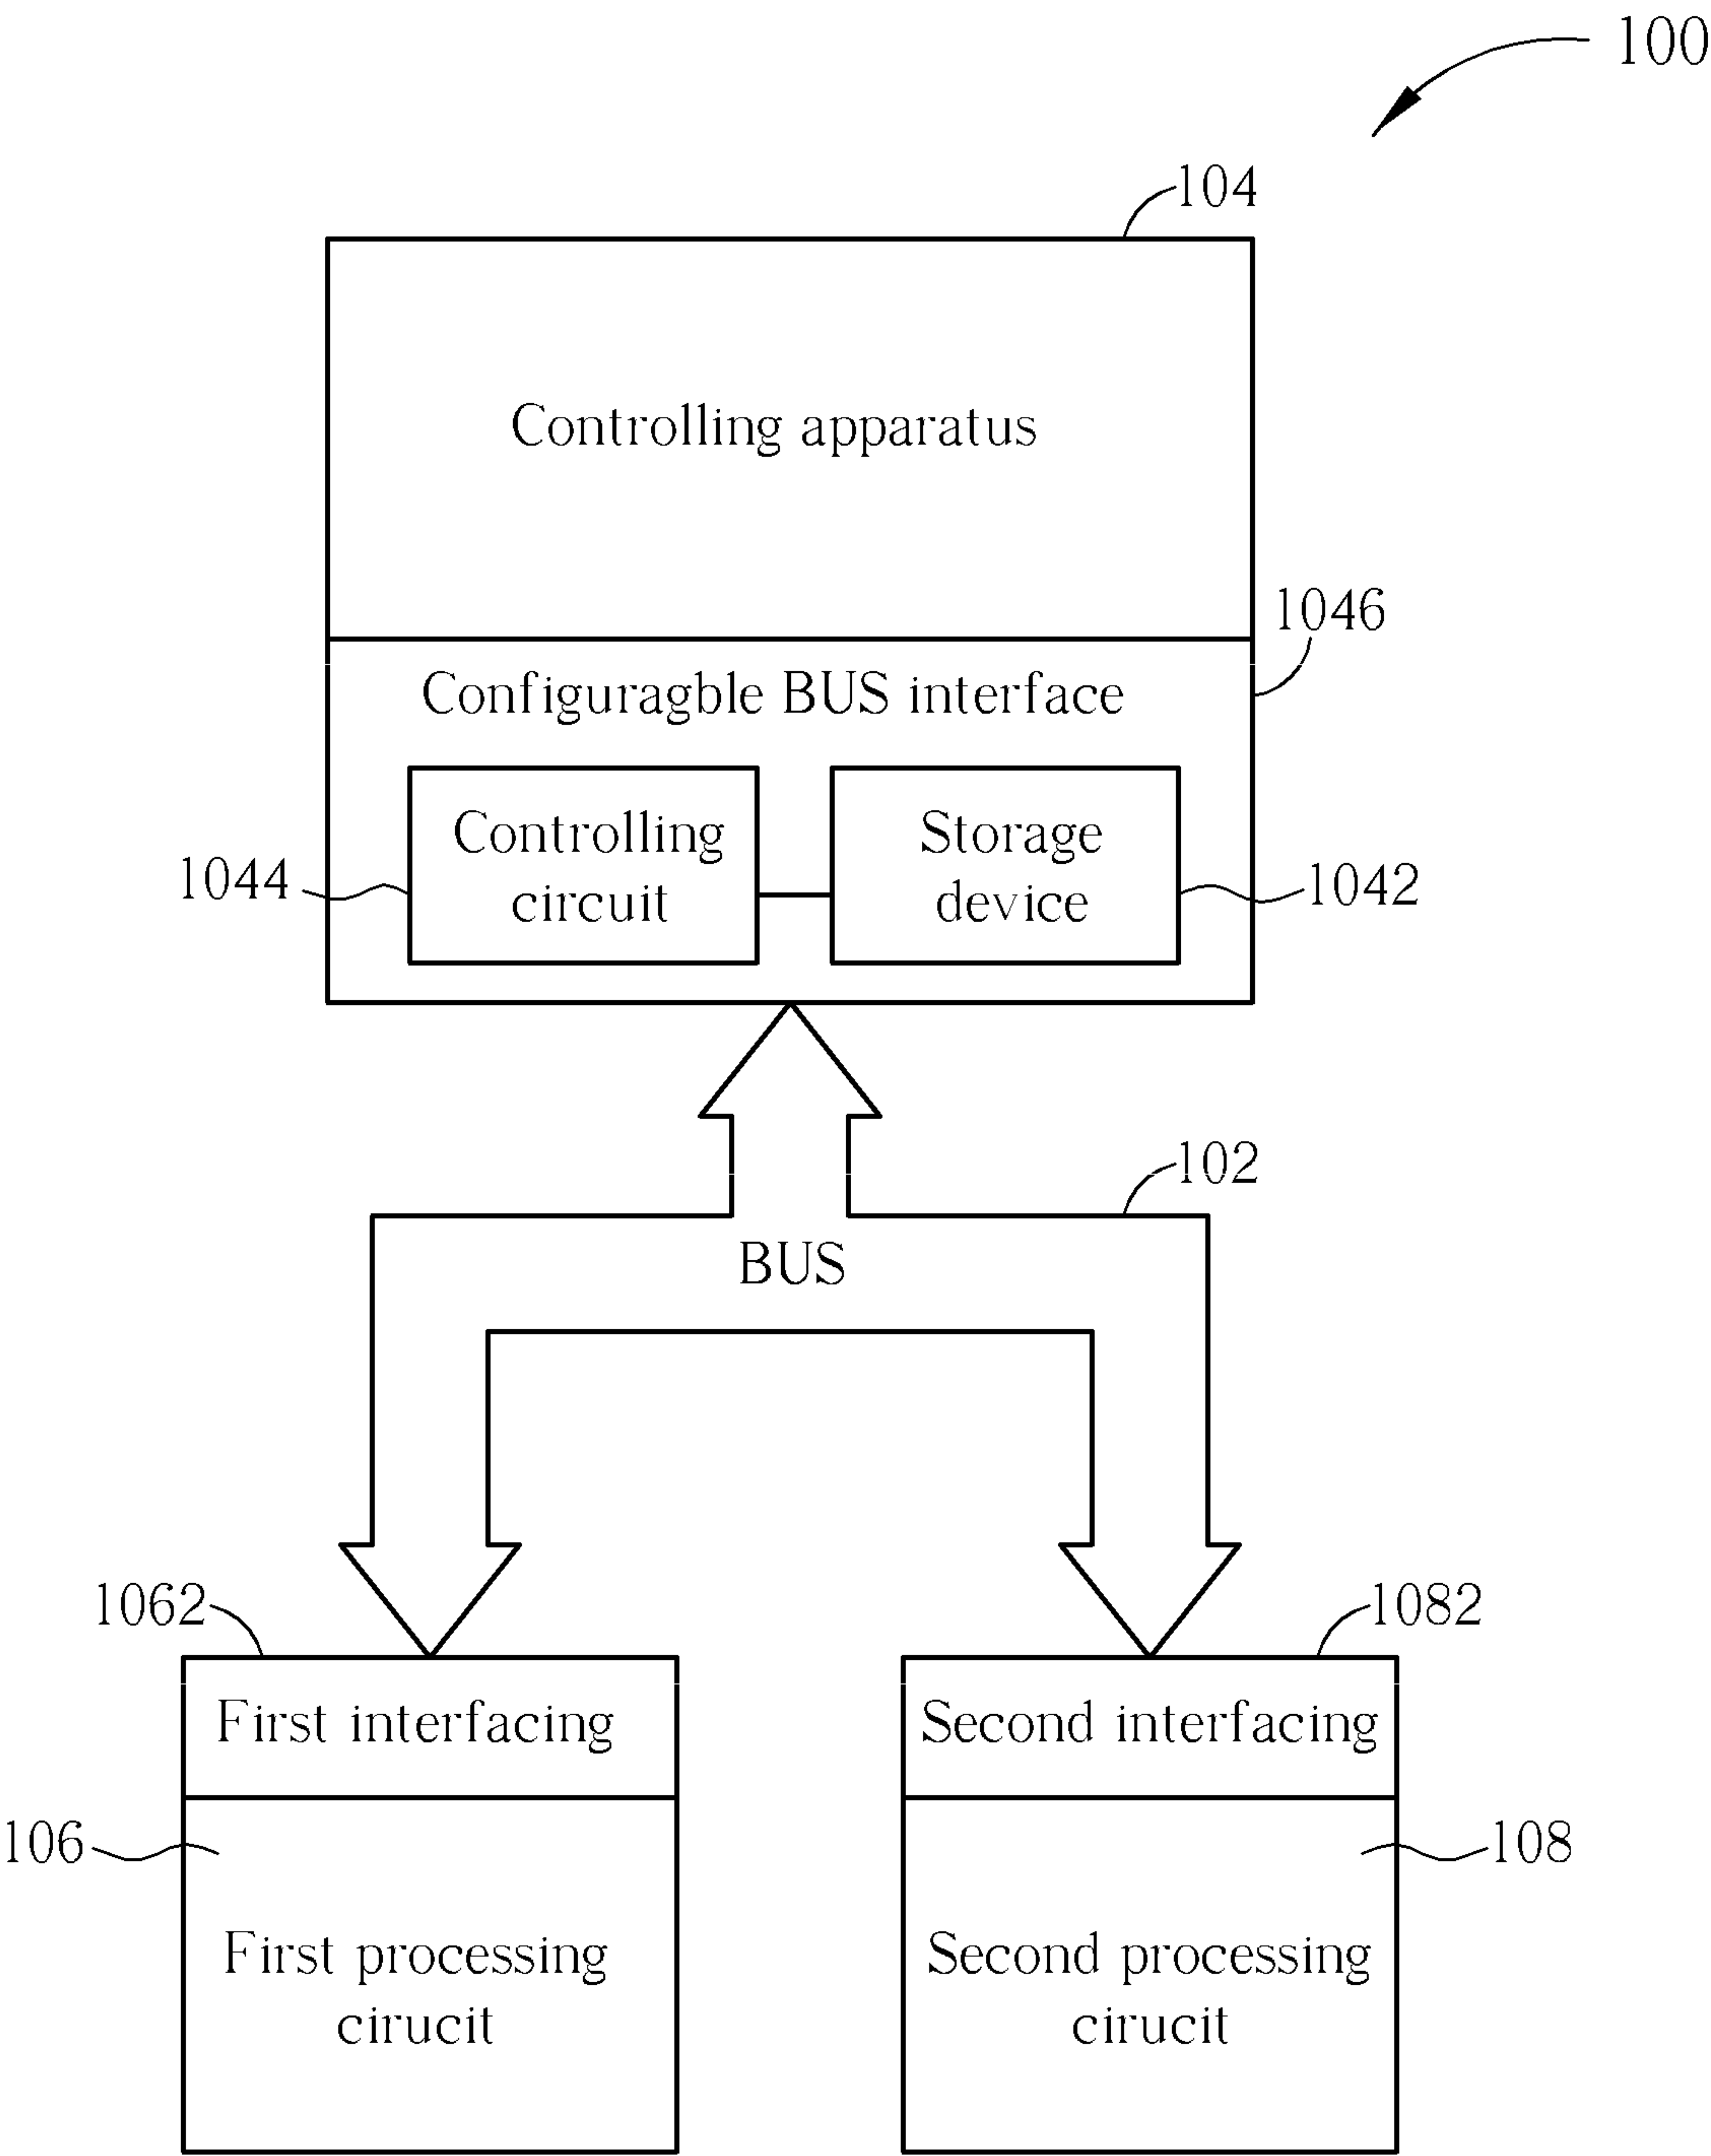 100
104
Controlling apparatus
1046
Configuragble BUS interface
Controlling
circuit
Storage
device
1044
1042
102
BUS
1062
1082
First interfacing
Second interfacing
106
108
First processing
cirucit
Second processing
cirucit